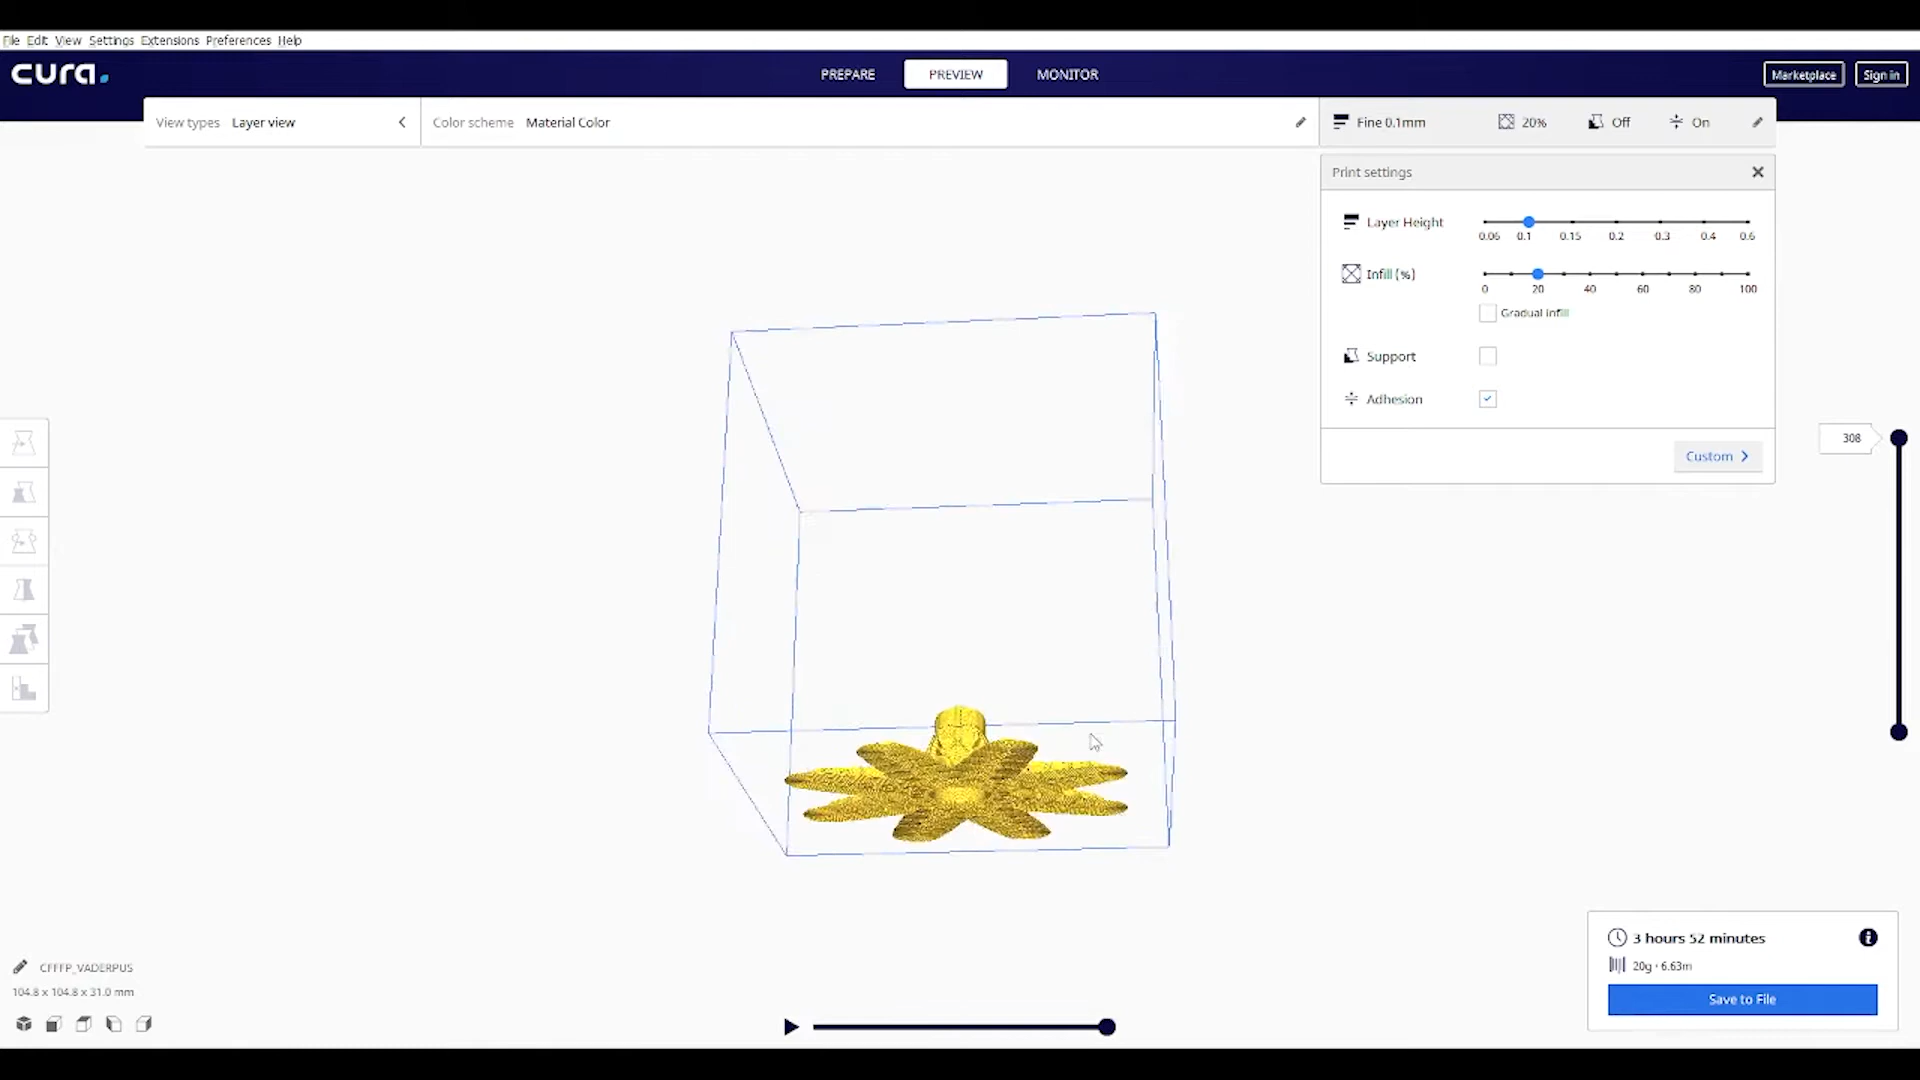 File Edit View Settings Extensions Preferences Help
cura.
PREPARE
PREVIEW
MONITOR
Marketplace
Sign in
View types Layer view
Color scheme Material Color
Fine 0.1mm
20%
Off
On
Print settings
Layer Height
0.06 0.1 0.15 0.2 0.3 0.4 0.6
Infill (%)
0 20 40 60 80 100
Gradual infill
Support
Adhesion
Custom
308
3 hours 52 minutes
20g · 6.63m
Save to File
CFFFP_VADERPUS
104.8 x 104.8 x 31.0 mm